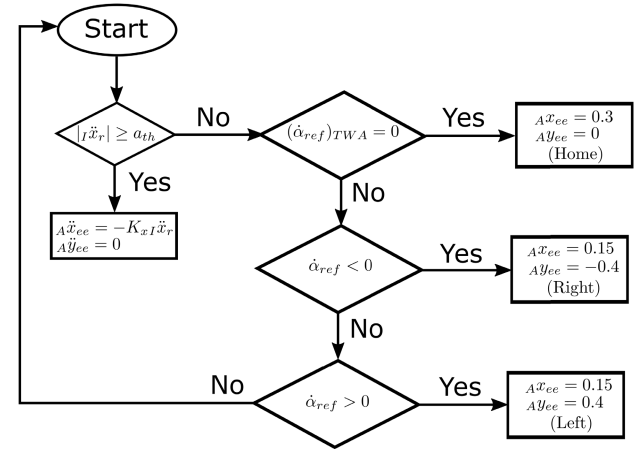 Start
|_I ẍ_r| ≥ a_th
No
(α̇_ref)_TWA = 0
Yes
_A x_ee = 0.3
_A y_ee = 0
(Home)
Yes
No
_A ẍ_ee = −K_x _I ẍ_r
_A ÿ_ee = 0
α̇_ref < 0
Yes
_A x_ee = 0.15
_A y_ee = −0.4
(Right)
No
No
α̇_ref > 0
Yes
_A x_ee = 0.15
_A y_ee = 0.4
(Left)